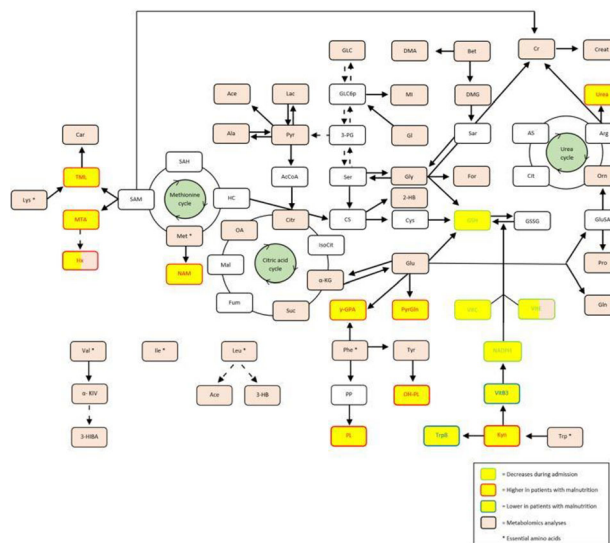 GLC
DMA
Bet
Cr
Creat
Ace
Lac
GLC6p
MI
DMG
Urea
Car
Ala
Pyr
3-PG
Gl
Sar
AS
Urea
cycle
Arg
SAH
AcCoA
Ser
Gly
For
Cit
Orn
TML
Methionine
cycle
2-HB
Lys *
SAM
HC
Citr
CS
Cys
GSH
GSSG
GluSA
MTA
Met *
OA
IsoCit
Hx
NAM
Mal
Citric acid
cycle
α-KG
Glu
Pro
Fum
Suc
γ-GPA
PyrGln
Gln
Val *
Ile *
Leu *
Phe *
Tyr
NADPH
α- KIV
Ace
3-HB
PP
OH-PL
VitB3
3-HIBA
PL
TrpB
Kyn
Trp *
= Decreases during admission
= Higher in patients with malnutrition
= Lower in patients with malnutrition
= Metabolomics analyses
* Essential amino acids